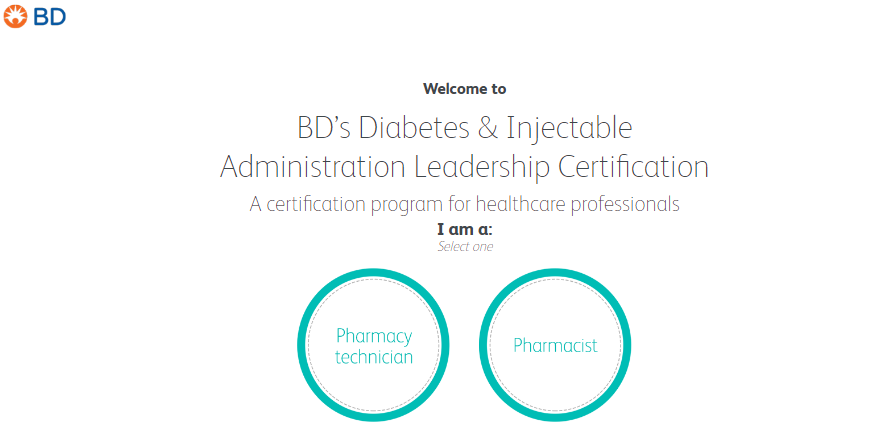 BD
Welcome to
BD’s Diabetes & Injectable
Administration Leadership Certification
A certification program for healthcare professionals
I am a:
Select one
Pharmacy
technician
Pharmacist